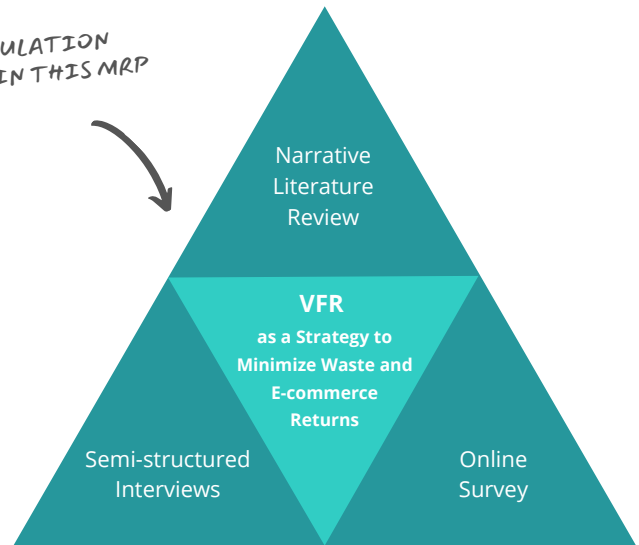 IN THIS MRP
Narrative
Literature
Review
VFR
as a Strategy to
Minimize Waste and
E-commerce
Returns
Semi-structured
Interviews
Online
Survey